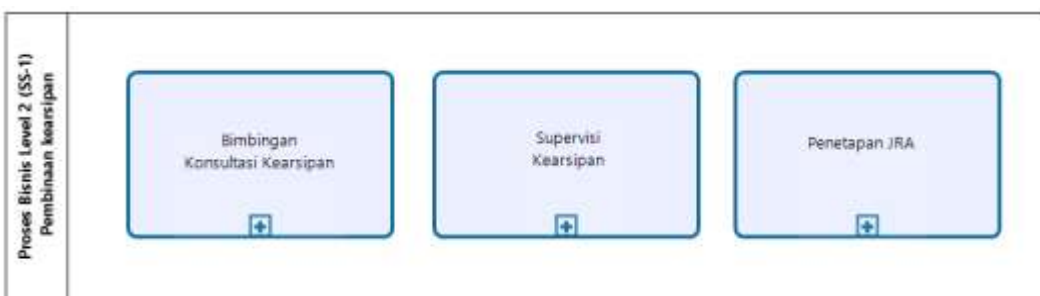 Proses Bisnis Level 2 (SS-1)
Pembinaan kearsipan
Bimbingan
Konsultasi Kearsipan
Supervisi
Kearsipan
Penetapan JRA